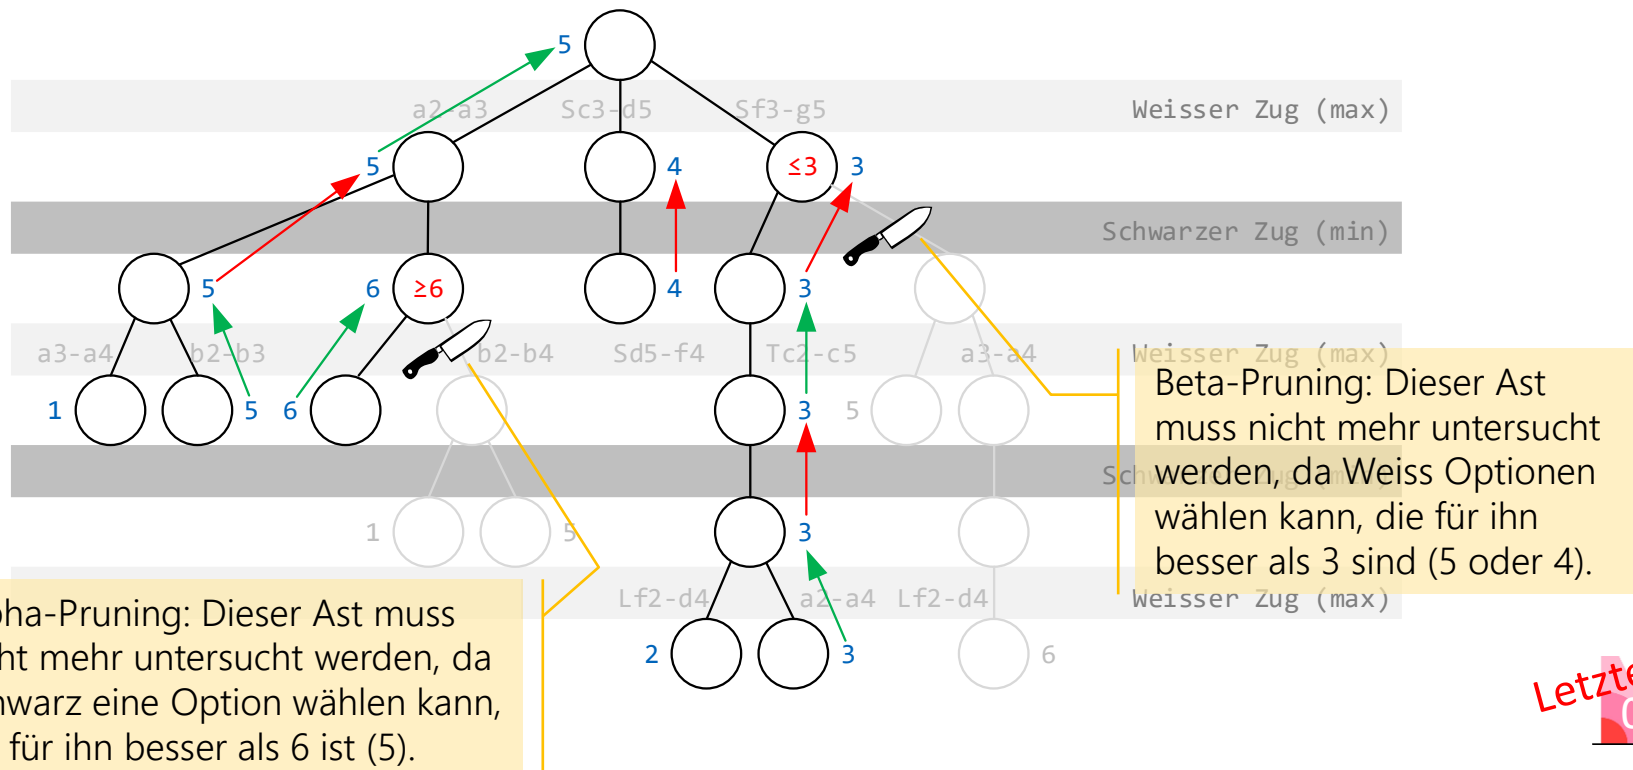 5
a2-a3 Sc3-d5 Sf3-g5 Weisser Zug (max)
5 4 ≤3 3
Schwarzer Zug (min)
5 6 ≥6 4 3
a3-a4 b2-b3 b2-b4 Sd5-f4 Tc2-c5 a3-a4 Weisser Zug (max)
1 5 6 3 5
Beta-Pruning: Dieser Ast
muss nicht mehr untersucht
werden, da Weiss Optionen
wählen kann, die für ihn
besser als 3 sind (5 oder 4).
Schwarzer Zug (min)
1 5 3
Lf2-d4 a2-a4 Lf2-d4 Weisser Zug (max)
2 3 6
pha-Pruning: Dieser Ast muss
ht mehr untersucht werden, da
hwarz eine Option wählen kann,
für ihn besser als 6 ist (5).
Letzte